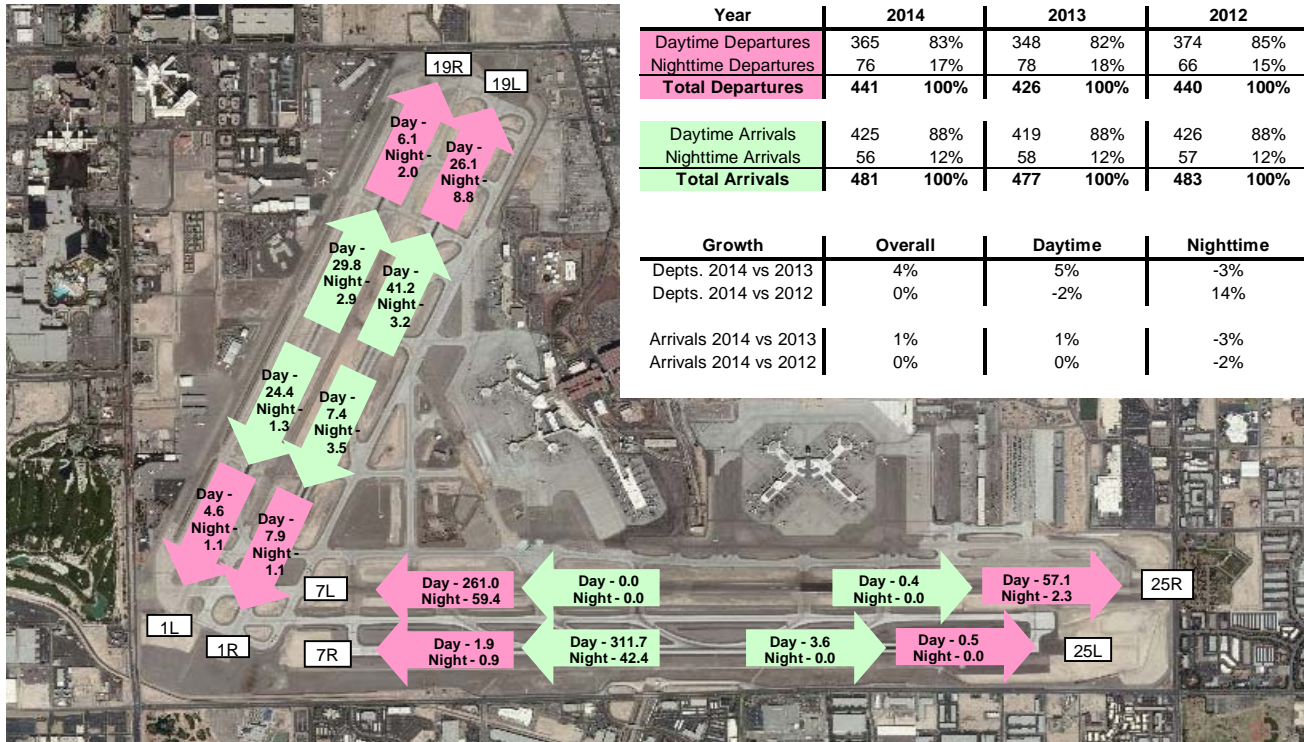 Year 2014 2013 2012
Daytime Departures 365 83% 348 82% 374 85%
Nighttime Departures 76 17% 78 18% 66 15%
Total Departures 441 100% 426 100% 440 100%
Daytime Arrivals 425 88% 419 88% 426 88%
Nighttime Arrivals 56 12% 58 12% 57 12%
Total Arrivals 481 100% 477 100% 483 100%
Growth Overall Daytime Nighttime
Depts. 2014 vs 2013 4% 5% -3%
Depts. 2014 vs 2012 0% -2% 14%
Arrivals 2014 vs 2013 1% 1% -3%
Arrivals 2014 vs 2012 0% 0% -2%
19R
19L
Day -
6.1
Night -
2.0
Day -
26.1
Night -
8.8
Day -
29.8
Night -
2.9
Day -
41.2
Night -
3.2
Day -
24.4
Night -
1.3
Day -
7.4
Night -
3.5
Day -
4.6
Night -
1.1
Day -
7.9
Night -
1.1
1L
1R
7L
Day - 261.0
Night - 59.4
Day - 0.0
Night - 0.0
Day - 0.4
Night - 0.0
Day - 57.1
Night - 2.3
25R
7R
Day - 1.9
Night - 0.9
Day - 311.7
Night - 42.4
Day - 3.6
Night - 0.0
Day - 0.5
Night - 0.0
25L